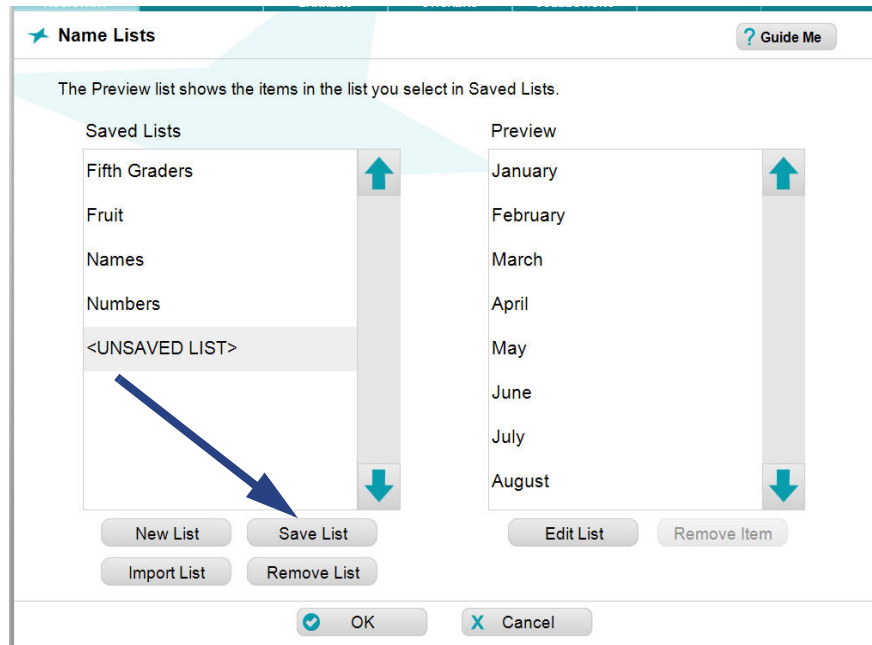 Name Lists
? Guide Me
The Preview list shows the items in the list you select in Saved Lists.
Saved Lists
Fifth Graders
Fruit
Names
Numbers
<UNSAVED LIST>
New List
Save List
Import List
Remove List
Preview
January
February
March
April
May
June
July
August
Edit List
Remove Item
OK
X Cancel